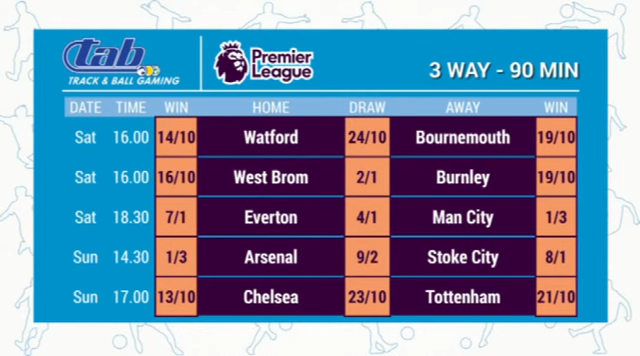 tab
TRACK & BALL GAMING
Premier
League
3 WAY - 90 MIN
DATE TIME WIN HOME DRAW AWAY WIN
Sat 16.00 14/10 Watford 24/10 Bournemouth 19/10
Sat 16.00 16/10 West Brom 2/1 Burnley 19/10
Sat 18.30 7/1 Everton 4/1 Man City 1/3
Sun 14.30 1/3 Arsenal 9/2 Stoke City 8/1
Sun 17.00 13/10 Chelsea 23/10 Tottenham 21/10